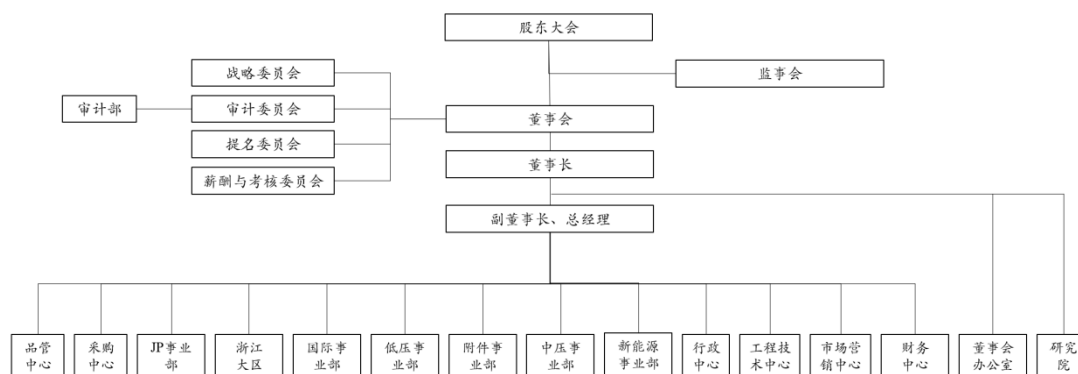 股东大会
战略委员会
监事会
审计部
审计委员会
董事会
提名委员会
董事长
薪酬与考核委员会
副董事长、总经理
品管
中心
采购
中心
JP事业
部
浙江
大区
国际事
业部
低压事
业部
附件事
业部
中压事
业部
新能源
事业部
行政
中心
工程技
术中心
市场营
销中心
财务
中心
董事会
办公室
研究
院